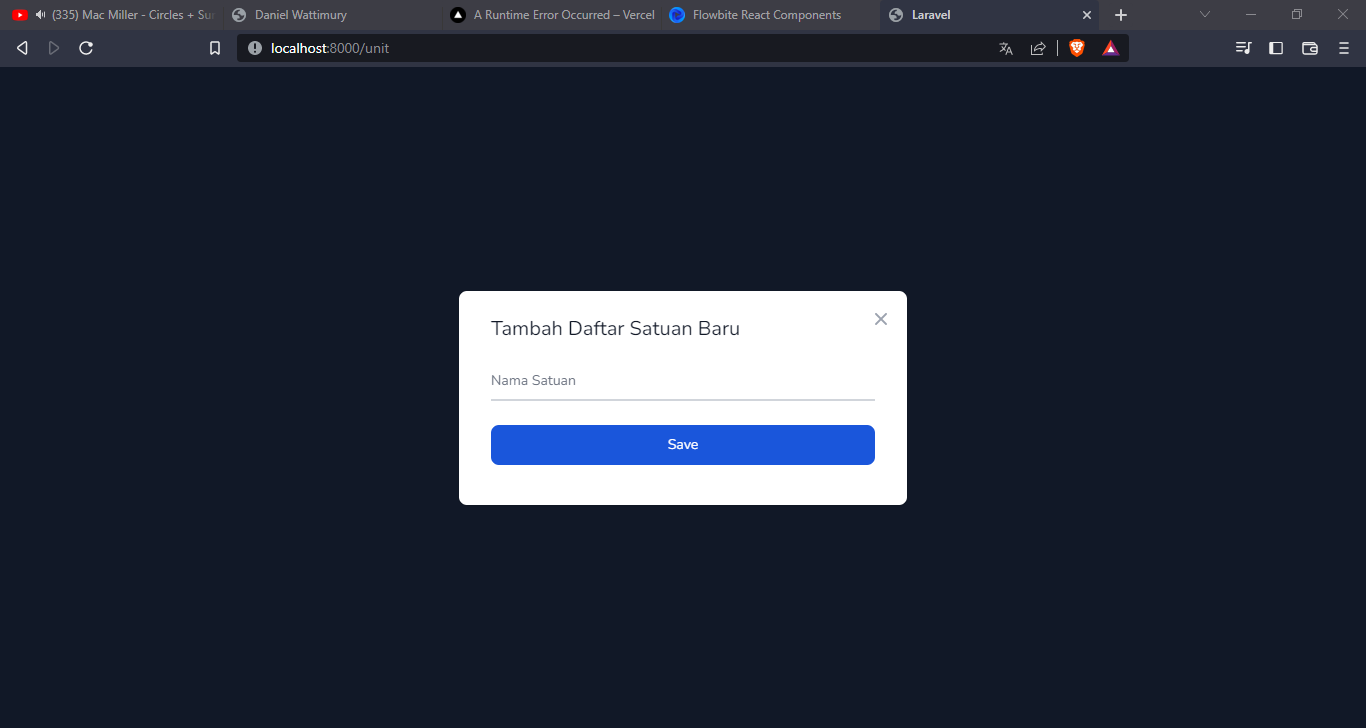 (335) Mac Miller - Circles + Su
Daniel Wattimury
A Runtime Error Occurred – Vercel
Flowbite React Components
Laravel
localhost:8000/unit
Tambah Daftar Satuan Baru
Nama Satuan
Save